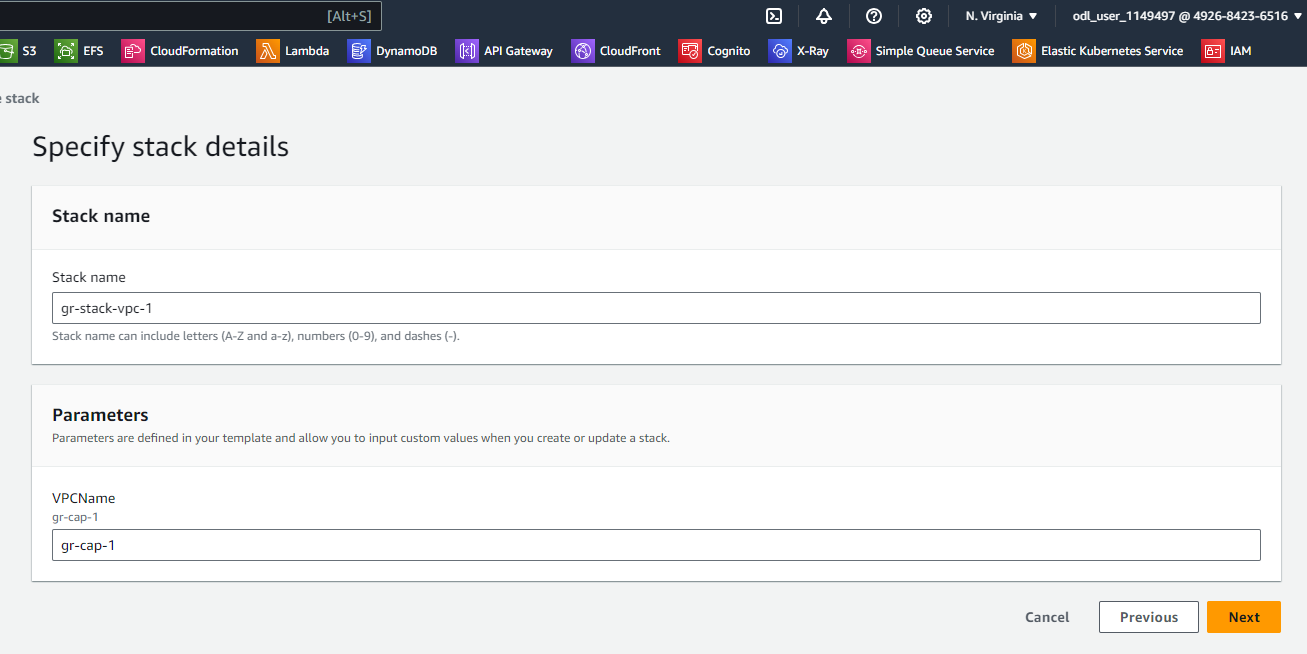 [Alt+S]
N. Virginia
odl_user_1149497 @ 4926-8423-6516
S3
EFS
CloudFormation
Lambda
DynamoDB
API Gateway
CloudFront
Cognito
X-Ray
Simple Queue Service
Elastic Kubernetes Service
IAM
e stack
Specify stack details
Stack name
Stack name
gr-stack-vpc-1
Stack name can include letters (A-Z and a-z), numbers (0-9), and dashes (-).
Parameters
Parameters are defined in your template and allow you to input custom values when you create or update a stack.
VPCName
gr-cap-1
gr-cap-1
Cancel
Previous
Next